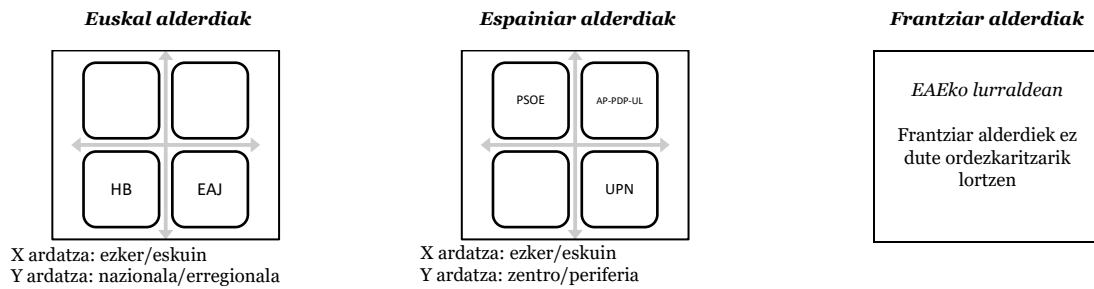 Euskal alderdiak
HB
EAJ
X ardatza: ezker/eskuin
Y ardatza: nazionala/erregionala
Espainiar alderdiak
PSOE
AP-PDP-UL
UPN
X ardatza: ezker/eskuin
Y ardatza: zentro/periferia
Frantziar alderdiak
EAEko lurraldean
Frantziar alderdiek ez
dute ordezkaritzarik
lortzen